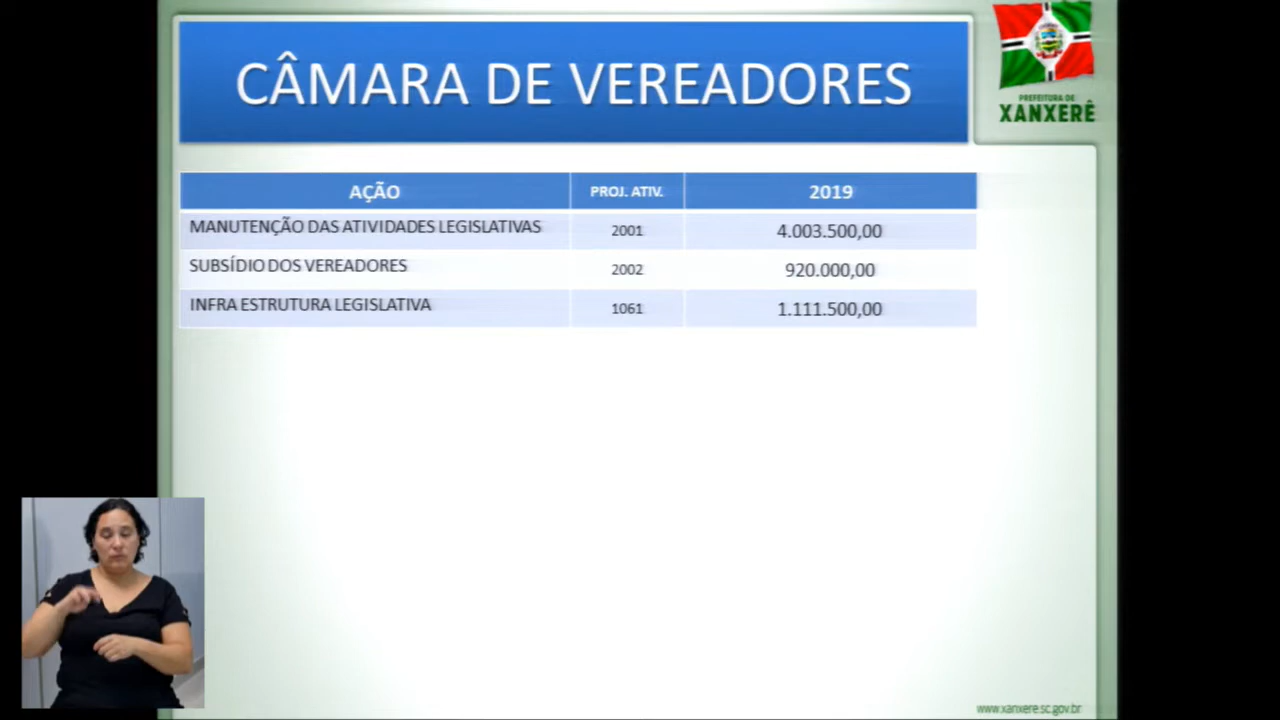 CÂMARA DE VEREADORES
PREFEITURA DE
XANXERÊ
AÇÃO PROJ. ATIV. 2019
MANUTENÇÃO DAS ATIVIDADES LEGISLATIVAS 2001 4.003.500,00
SUBSÍDIO DOS VEREADORES 2002 920.000,00
INFRA ESTRUTURA LEGISLATIVA 1061 1.111.500,00
www.xanxere.sc.gov.br